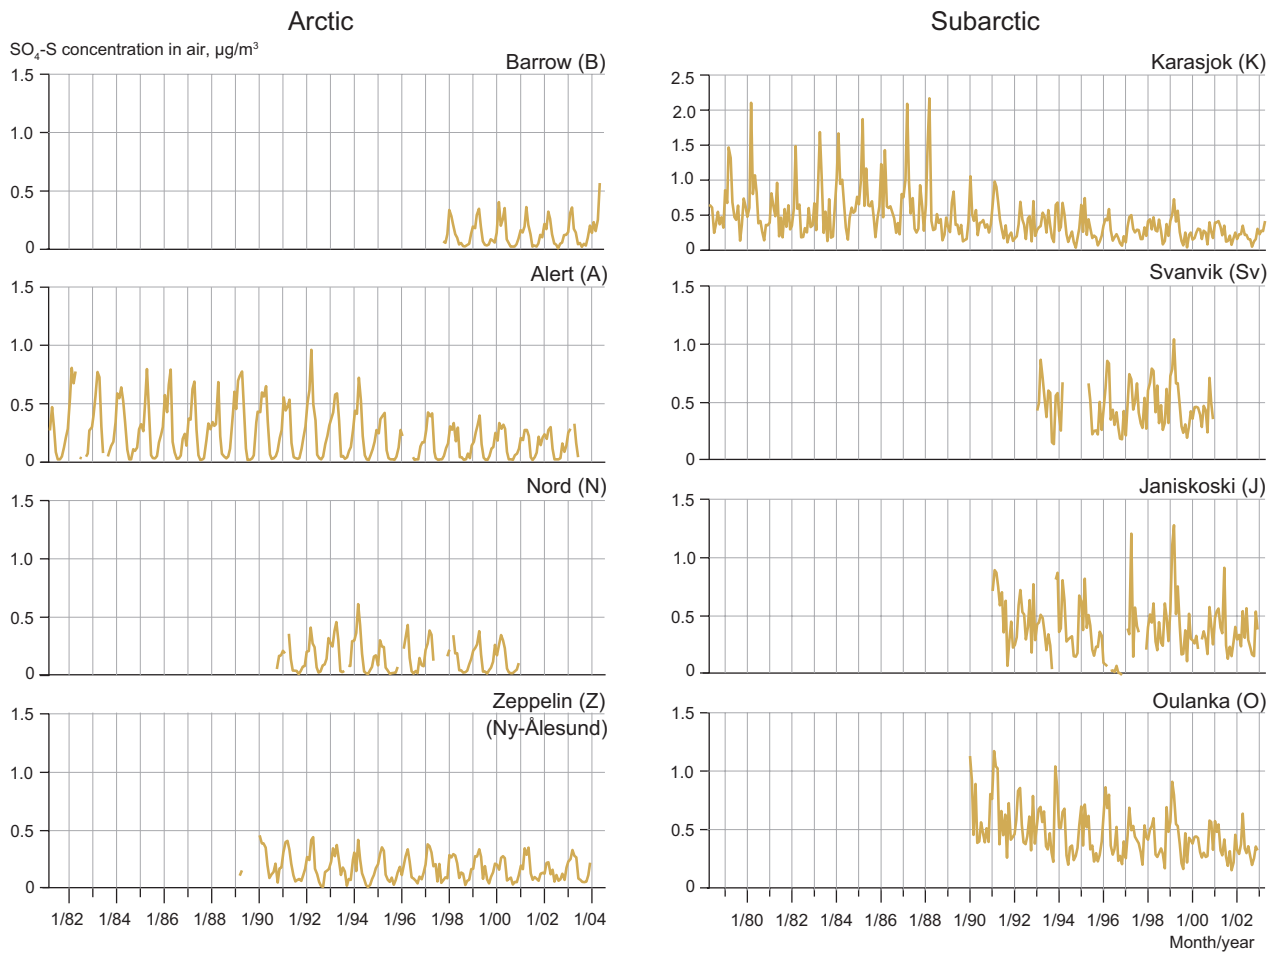 Arctic
Subarctic
SO4-S concentration in air, µg/m³
Barrow (B)
1.5
1.0
0.5
0
Karasjok (K)
2.5
2.0
1.5
1.0
0.5
0
Alert (A)
1.5
1.0
0.5
0
Svanvik (Sv)
1.5
1.0
0.5
0
Nord (N)
1.5
1.0
0.5
0
Janiskoski (J)
1.5
1.0
0.5
0
Zeppelin (Z)
(Ny-Ålesund)
1.5
1.0
0.5
0
1/82 1/84 1/86 1/88 1/90 1/92 1/94 1/96 1/98 1/00 1/02 1/04
Oulanka (O)
1.5
1.0
0.5
0
1/80 1/82 1/84 1/86 1/88 1/90 1/92 1/94 1/96 1/98 1/00 1/02
Month/year